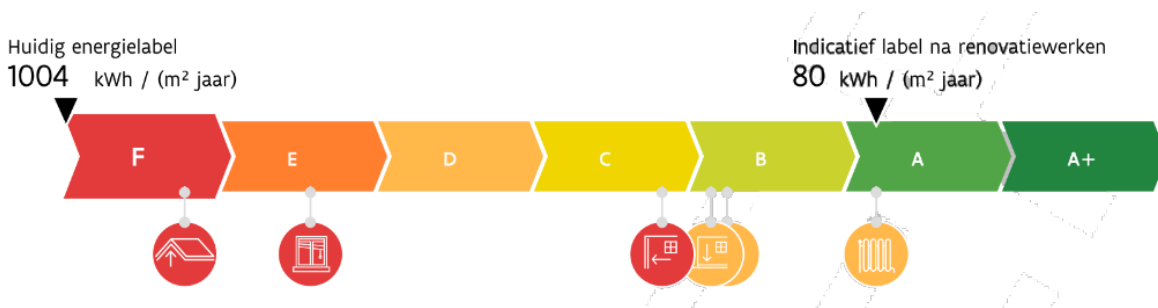 Huidig energielabel
1004 kWh / (m² jaar)
Indicatief label na renovatiewerken
80 kWh / (m² jaar)
F E D C B A A+